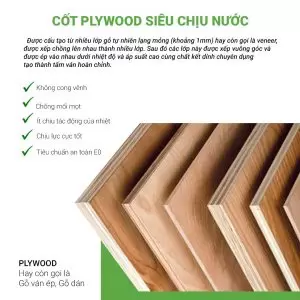 CỐT PLYWOOD SIÊU CHỊU NƯỚC
Được cấu tạo từ nhiều lớp gỗ tự nhiên lạng mỏng (khoảng 1mm) hay còn gọi là veneer,
được xếp chồng lên nhau thành nhiều lớp. Sau đó các lớp này được xếp vuông góc và
được ép vào nhau dưới nhiệt độ và áp suất cao cùng chất kết dính chuyên dụng
tạo thành tấm ván hoàn chỉnh.
Không cong vênh
Chống mối mọt
Ít chịu tác động của nhiệt
Chịu lực cực tốt
Tiêu chuẩn an toàn E0
PLYWOOD
Hay còn gọi là
Gỗ ván ép, Gỗ dán